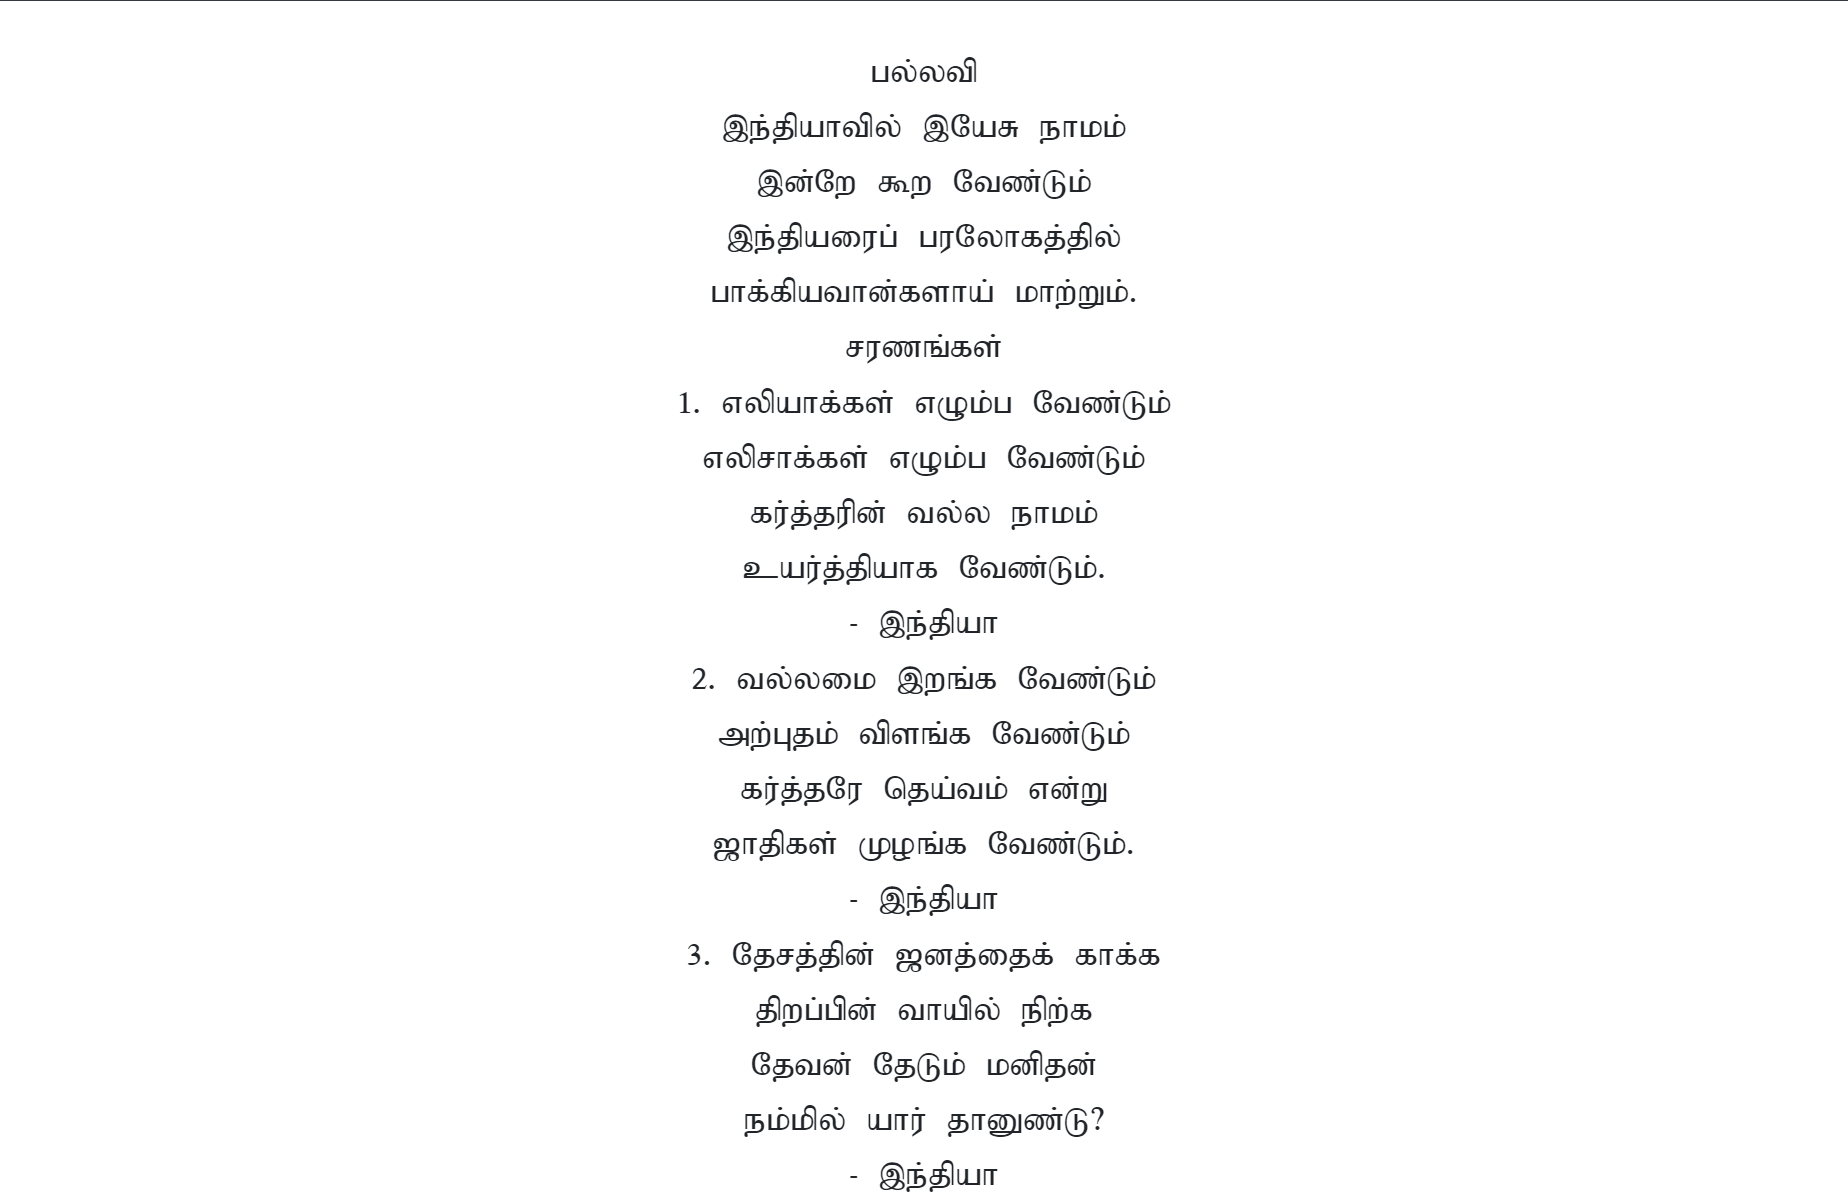 பல்லவி
இந்தியாவில் இயேசு நாமம்
இன்றே கூற வேண்டும்
இந்தியரைப் பரலோகத்தில்
பாக்கியவான்களாய் மாற்றும்.
சரணங்கள்
1. எலியாக்கள் எழும்ப வேண்டும்
எலிசாக்கள் எழும்ப வேண்டும்
கர்த்தரின் வல்ல நாமம்
உயர்த்தியாக வேண்டும்.
- இந்தியா
2. வல்லமை இறங்க வேண்டும்
அற்புதம் விளங்க வேண்டும்
கர்த்தரே தெய்வம் என்று
ஜாதிகள் முழங்க வேண்டும்.
- இந்தியா
3. தேசத்தின் ஜனத்தைக் காக்க
திறப்பின் வாயில் நிற்க
தேவன் தேடும் மனிதன்
நம்மில் யார் தானுண்டு?
- இந்தியா